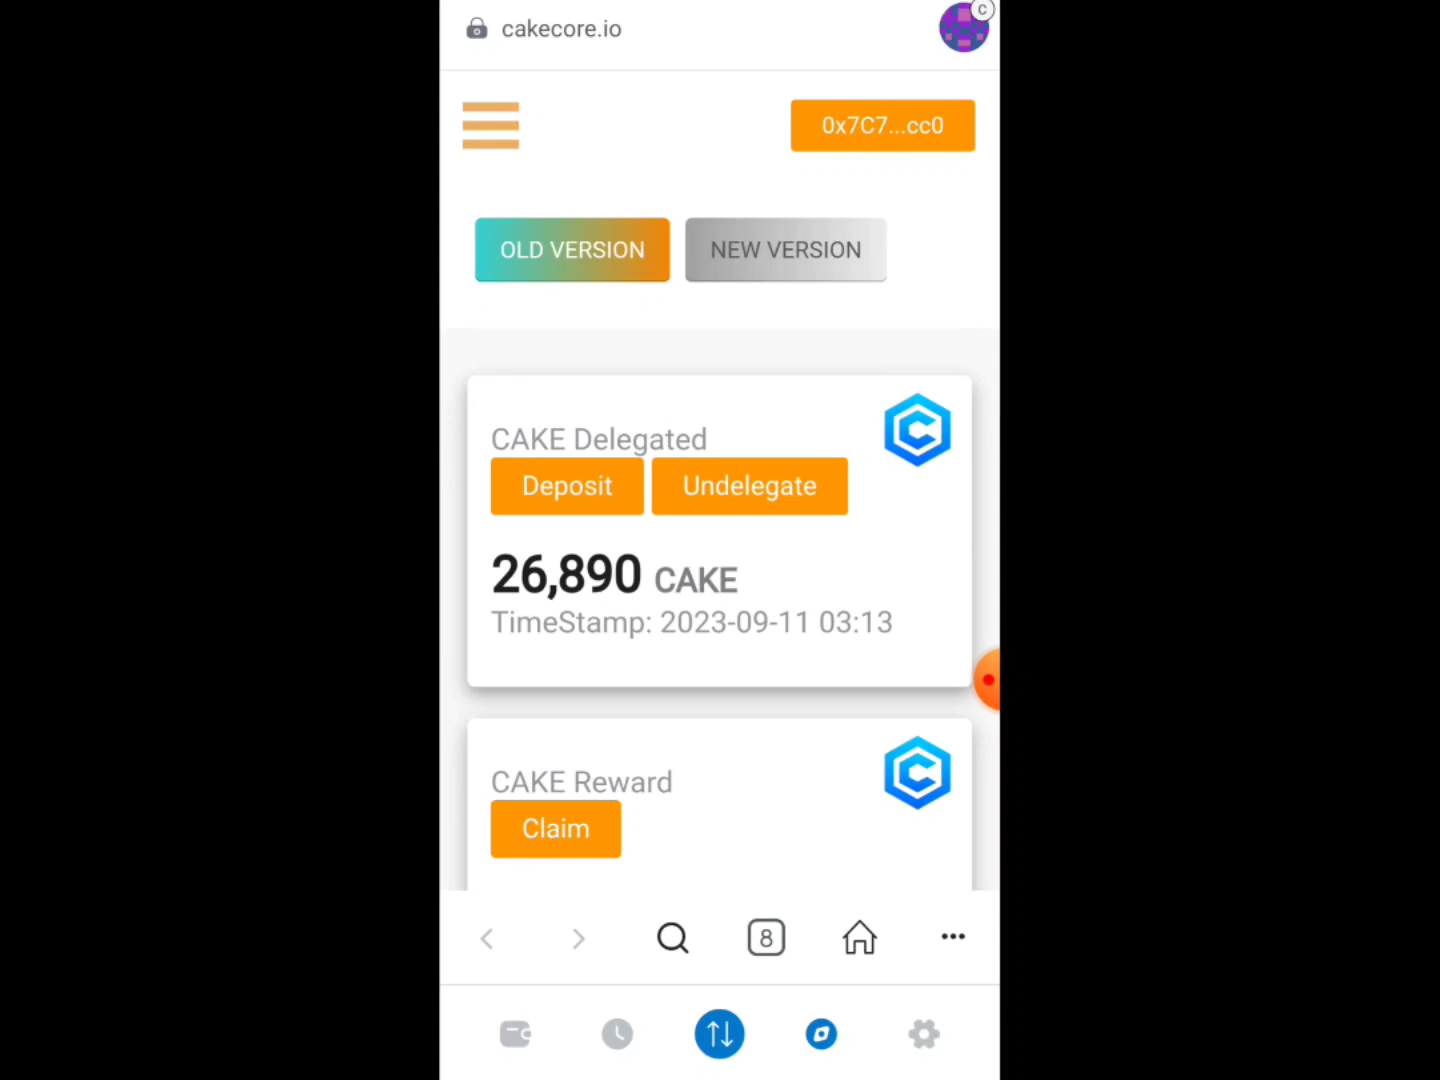 cakecore.io
C
0x7C7...cc0
OLD VERSION
NEW VERSION
CAKE Delegated
Deposit
Undelegate
26,890 CAKE
TimeStamp: 2023-09-11 03:13
CAKE Reward
Claim
8